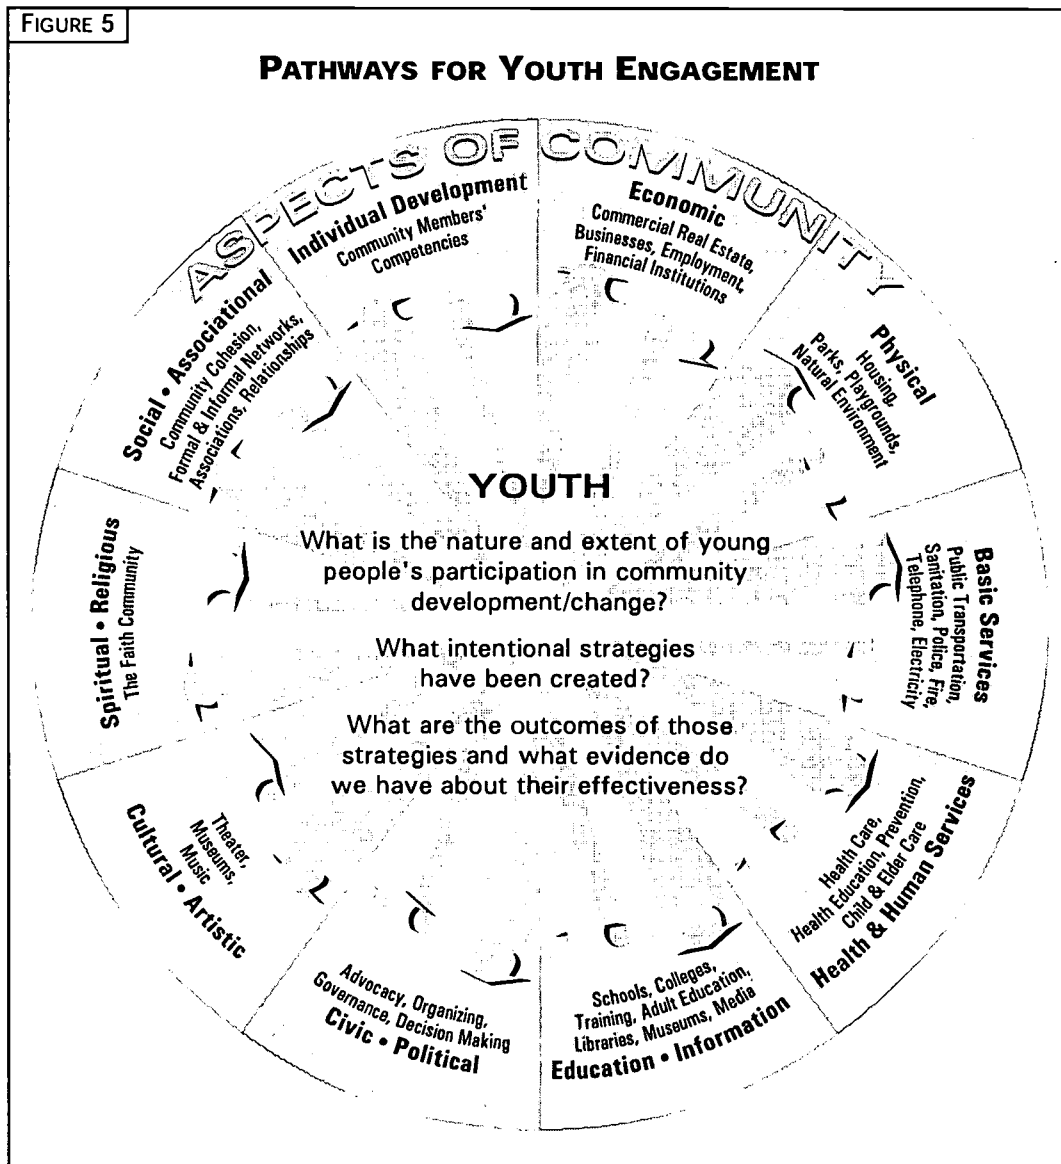 FIGURE 5
PATHWAYS FOR YOUTH ENGAGEMENT
ASPECTS OF COMMUNITY
Individual Development
Community Members'
Competencies
Economic
Commercial Real Estate,
Businesses, Employment,
Financial Institutions
Physical
Housing,
Parks, Playgrounds,
Natural Environment
Basic Services
Public Transportation,
Sanitation, Police, Fire,
Telephone, Electricity
Health Care,
Health Education, Prevention,
Child & Elder Care
Health & Human Services
Schools, Colleges,
Training, Adult Education,
Libraries, Museums, Media
Education • Information
Advocacy, Organizing,
Governance, Decision Making
Civic • Political
Theater,
Museums,
Music
Cultural • Artistic
Spiritual • Religious
The Faith Community
Social • Associational
Community Cohesion,
Formal & Informal Networks,
Associations, Relationships
YOUTH
What is the nature and extent of young
people's participation in community
development/change?
What intentional strategies
have been created?
What are the outcomes of those
strategies and what evidence do
we have about their effectiveness?